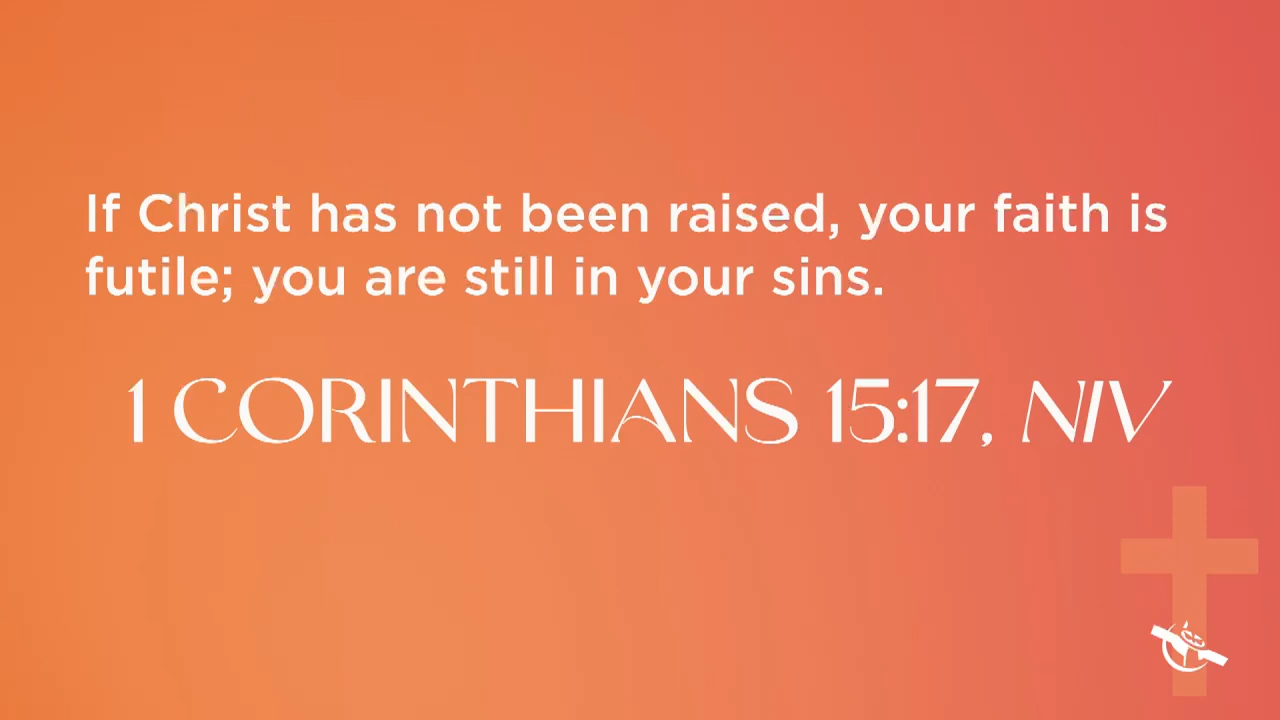 If Christ has not been raised, your faith is
futile; you are still in your sins.
1 CORINTHIANS 15:17, NIV